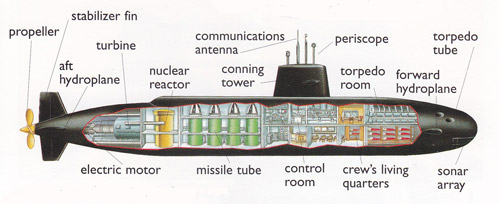 stabilizer fin
propeller
aft
hydroplane
turbine
nuclear
reactor
communications
antenna
conning
tower
periscope
torpedo
room
forward
hydroplane
torpedo
tube
electric motor
missile tube
control
room
crew's living
quarters
sonar
array